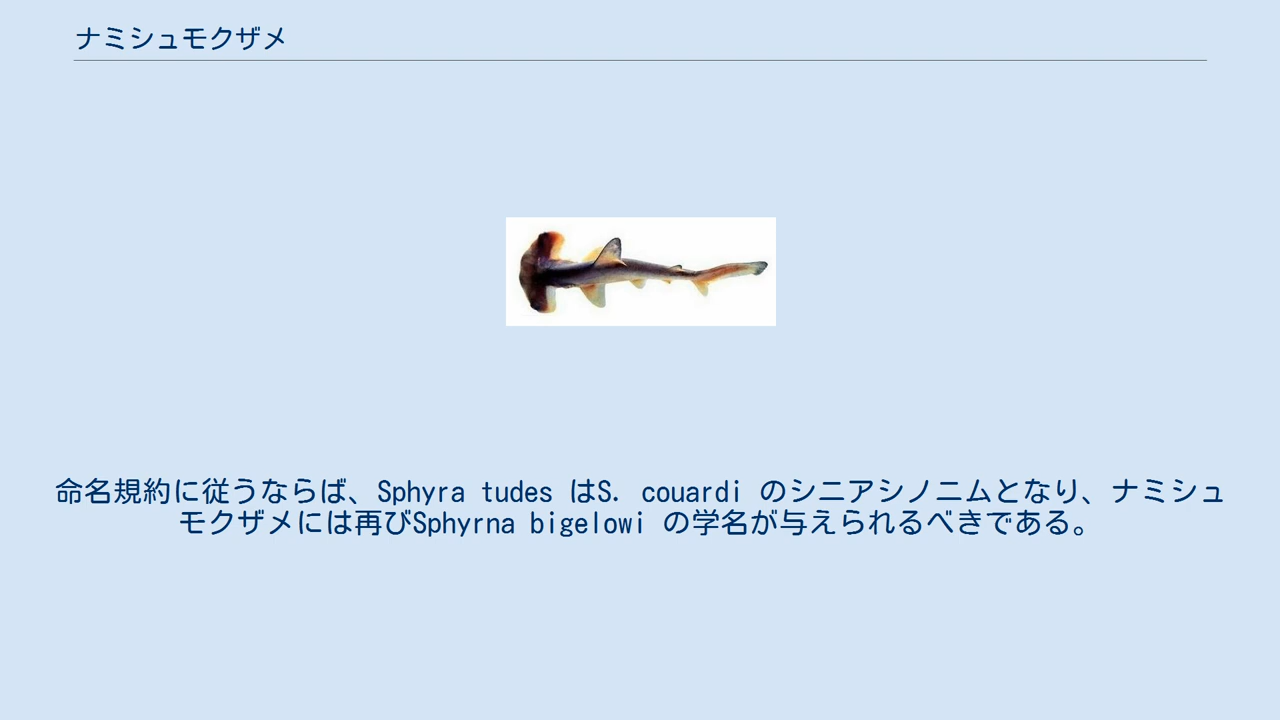 ナミシュモクザメ
命名規約に従うならば、Sphyra tudes はS. couardi のシニアシノニムとなり、ナミシュ
モクザメには再びSphyrna bigelowi の学名が与えられるべきである。